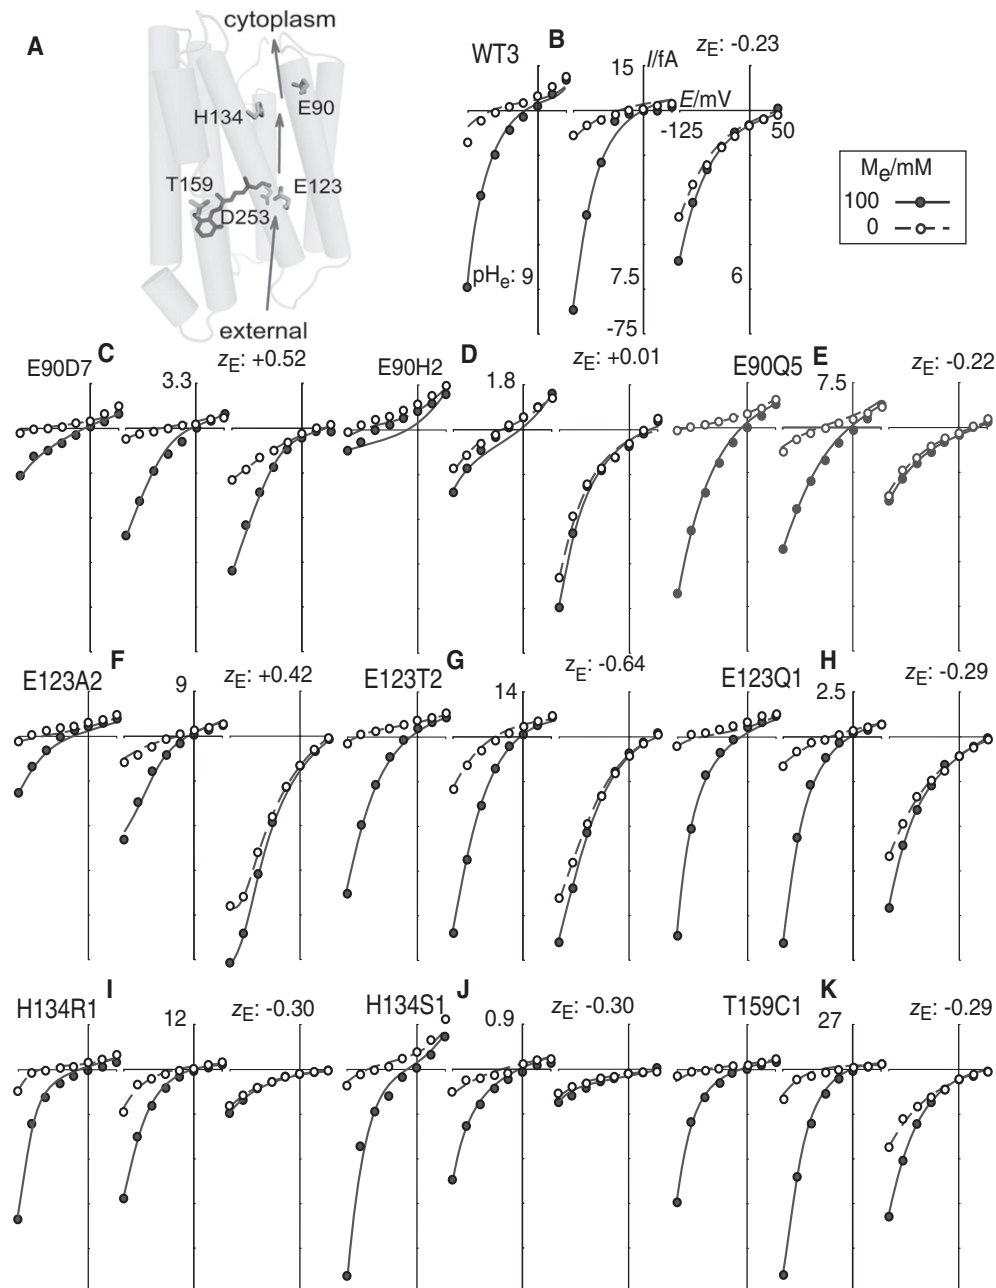 A
cytoplasm
E90
H134
T159
E123
D253
external
WT3
B
zE: -0.23
15
I/fA
E/mV
-125
50
pHe: 9
7.5
6
-75
Me/mM
100
0
E90D7
C
zE: +0.52
3.3
E90H2
D
zE: +0.01
1.8
E90Q5
E
zE: -0.22
7.5
E123A2
F
zE: +0.42
9
E123T2
G
zE: -0.64
14
E123Q1
H
zE: -0.29
2.5
H134R1
I
zE: -0.30
12
H134S1
J
zE: -0.30
0.9
T159C1
K
zE: -0.29
27